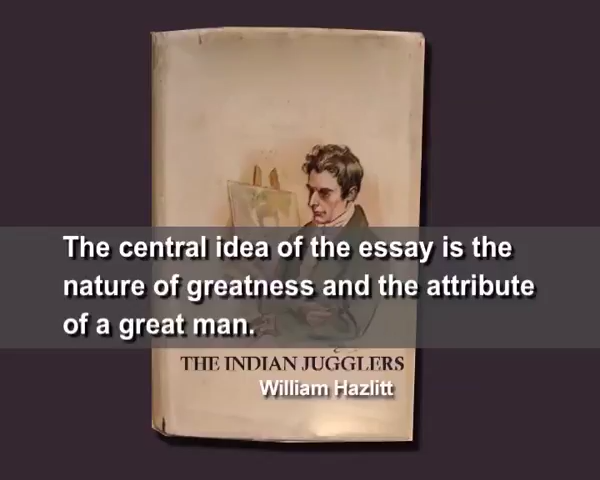 The central idea of the essay is the
nature of greatness and the attribute
of a great man.
THE INDIAN JUGGLERS
William Hazlitt